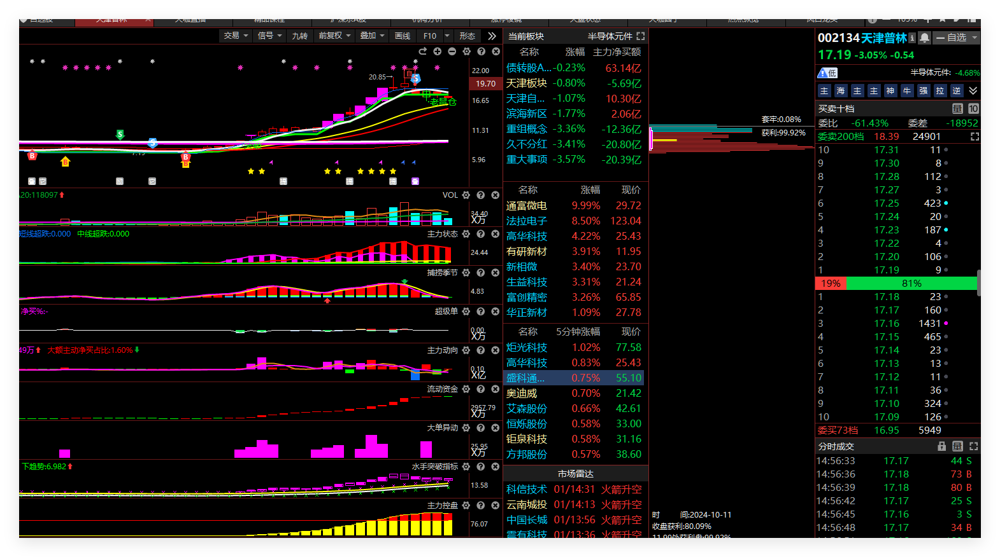 天津普林
交易 信号 九转 前复权 叠加 画线 F10 形态
22.00
19.70
20.85→
16.65
老鼠仓
11.31
5.96
A20:118097
VOL
34.40
X万
短线超跌:0.000 中线超跌:0.000
主力状态
24.44
捕捞季节
4.83
净买%:-
超级单
0.00
X万
49万 大额主动净买占比:1.60%
主力动向
0.10
X亿
流动资金
2957.79
X万
大单异动
25.95
X万
下趋势:6.982
水手突破指标
13.58
主力控盘
76.07
当前板块 半导体元件
名称 涨幅 主力净买额
债转股A... -0.23% 63.14亿
天津板块 -0.80% -5.69亿
天津自... -1.07% 10.30亿
滨海新区 -1.77% 2.06亿
重组概念 -3.36% -12.36亿
久不分红 -3.41% -20.80亿
重大事项 -3.57% -20.39亿
名称 涨幅 现价
通富微电 9.99% 29.72
法拉电子 8.50% 123.04
高华科技 4.22% 25.43
有研新材 3.91% 11.95
新相微 3.40% 23.70
生益科技 3.31% 21.24
富创精密 3.26% 65.85
华正新材 1.09% 27.78
名称 5分钟涨幅 现价
炬光科技 1.02% 77.58
高华科技 0.83% 25.43
盛科通... 0.75% 55.10
奥迪威 0.70% 21.42
艾森股份 0.66% 42.61
恒烁股份 0.58% 33.00
钜泉科技 0.58% 31.16
方邦股份 0.57% 38.60
市场雷达
科信技术 01/14:31 火箭升空
云南城投 01/14:13 火箭升空
中国长城 01/13:56 火箭升空
震有科技 01/13:36 火箭升空
套牢:0.08%
获利:99.92%
时 间:2024-10-11
收盘获利:80.09%
11.99处获利盘:99.92%
002134 天津普林 自选
17.19 -3.05% -0.54
低 半导体元件: -4.68%
主 海 主 主 神 牛 强 拉 逆
买卖十档 量 10
委比 -61.43% 委差 -18952
委卖200档 18.39 24901
10 17.31 11
9 17.30 8
8 17.28 112
7 17.27 3
6 17.25 423
5 17.24 20
4 17.23 187
3 17.22 4
2 17.20 106
1 17.19 9
19% 81%
1 17.18 23
2 17.17 160
3 17.16 1431
4 17.15 465
5 17.14 23
6 17.13 13
7 17.12 11
8 17.11 36
9 17.10 324
10 17.09 126
委买73档 16.95 5949
分时成交 量
14:56:33 17.17 44 S
14:56:36 17.18 73 B
14:56:39 17.18 80 B
14:56:42 17.17 25 S
14:56:45 17.16 3 S
14:56:48 17.17 34 B